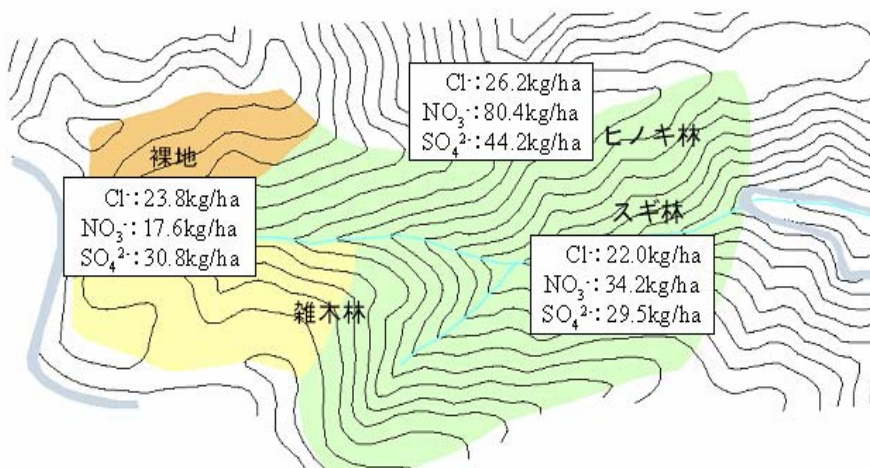 Cl⁻:26.2kg/ha
NO₃⁻:80.4kg/ha
SO₄²⁻:44.2kg/ha
ヒノキ林
裸地
Cl⁻:23.8kg/ha
NO₃⁻:17.6kg/ha
SO₄²⁻:30.8kg/ha
スギ林
Cl⁻:22.0kg/ha
NO₃⁻:34.2kg/ha
SO₄²⁻:29.5kg/ha
雑木林